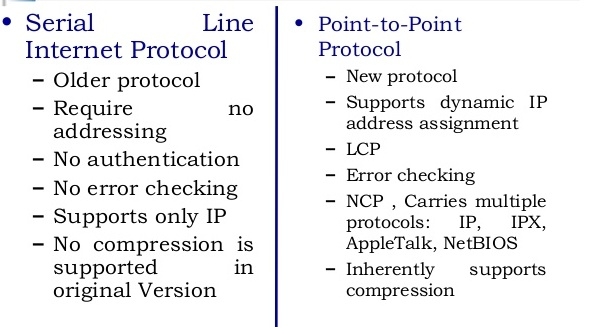 • Serial Line
Internet Protocol
– Older protocol
– Require no
addressing
– No authentication
– No error checking
– Supports only IP
– No compression is
supported in
original Version
• Point-to-Point
Protocol
– New protocol
– Supports dynamic IP
address assignment
– LCP
– Error checking
– NCP , Carries multiple
protocols: IP, IPX,
AppleTalk, NetBIOS
– Inherently supports
compression